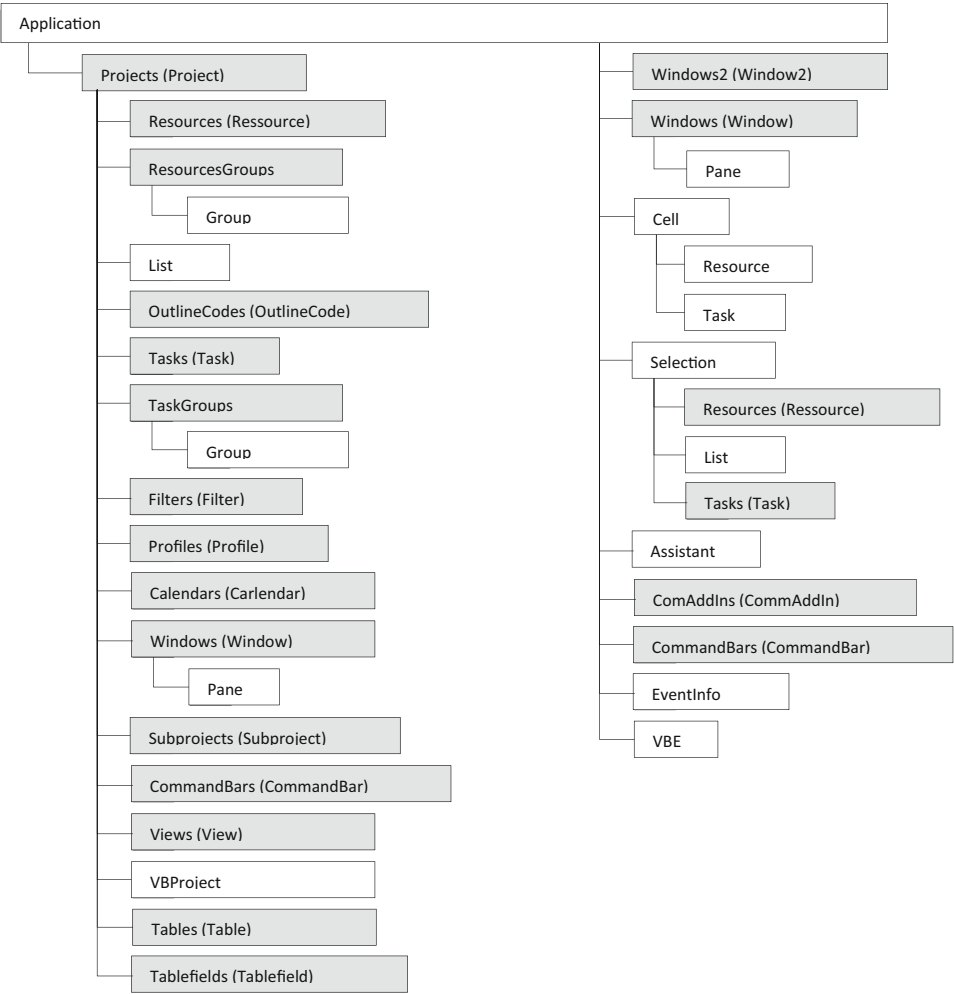 Application
Projects (Project)
Resources (Ressource)
ResourcesGroups
Group
List
OutlineCodes (OutlineCode)
Tasks (Task)
TaskGroups
Group
Filters (Filter)
Profiles (Profile)
Calendars (Carlendar)
Windows (Window)
Pane
Subprojects (Subproject)
CommandBars (CommandBar)
Views (View)
VBProject
Tables (Table)
Tablefields (Tablefield)
Windows2 (Window2)
Windows (Window)
Pane
Cell
Resource
Task
Selection
Resources (Ressource)
List
Tasks (Task)
Assistant
ComAddIns (CommAddIn)
CommandBars (CommandBar)
EventInfo
VBE